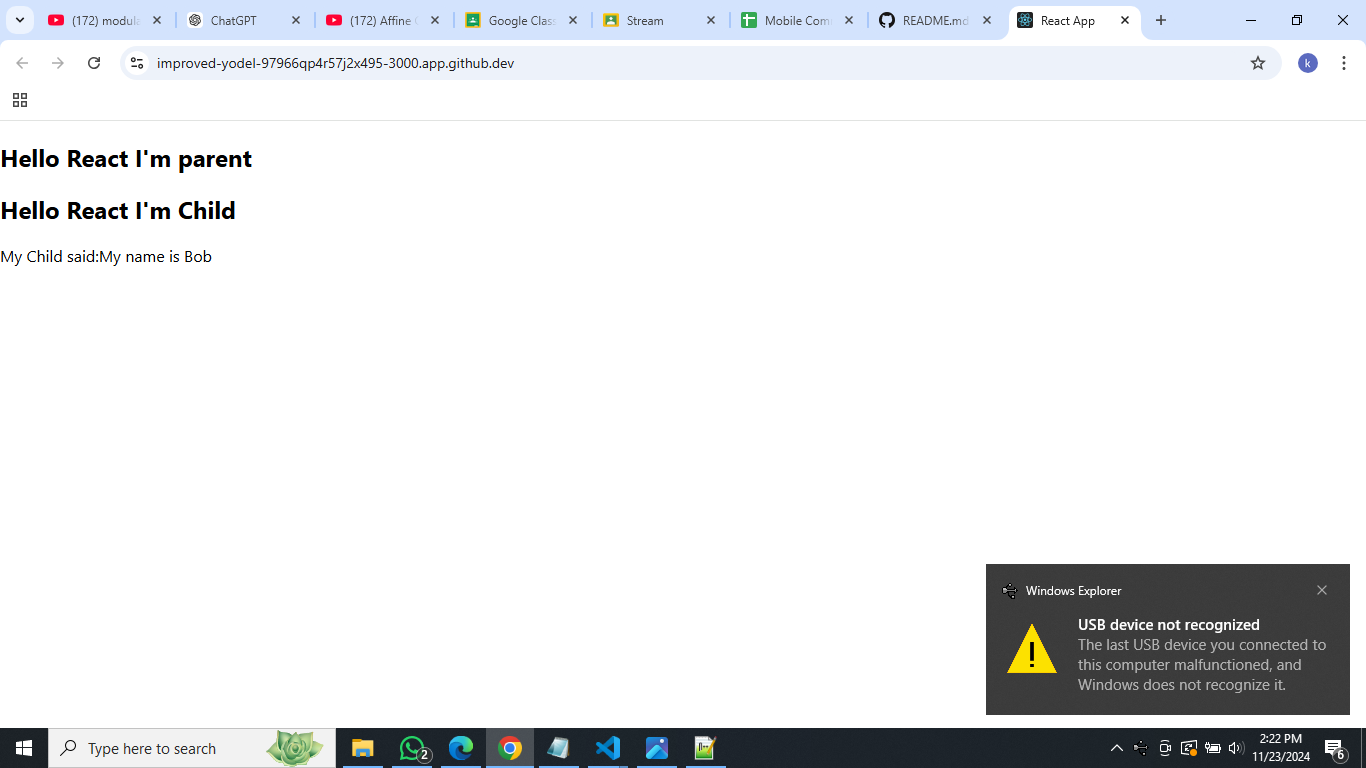 (172) modula
ChatGPT
(172) Affine C
Google Class
Stream
Mobile Com
README.md
React App
improved-yodel-97966qp4r57j2x495-3000.app.github.dev
k
Hello React I'm parent
Hello React I'm Child
My Child said:My name is Bob
Windows Explorer
USB device not recognized
The last USB device you connected to
this computer malfunctioned, and
Windows does not recognize it.
Type here to search
2
2:22 PM
11/23/2024
6